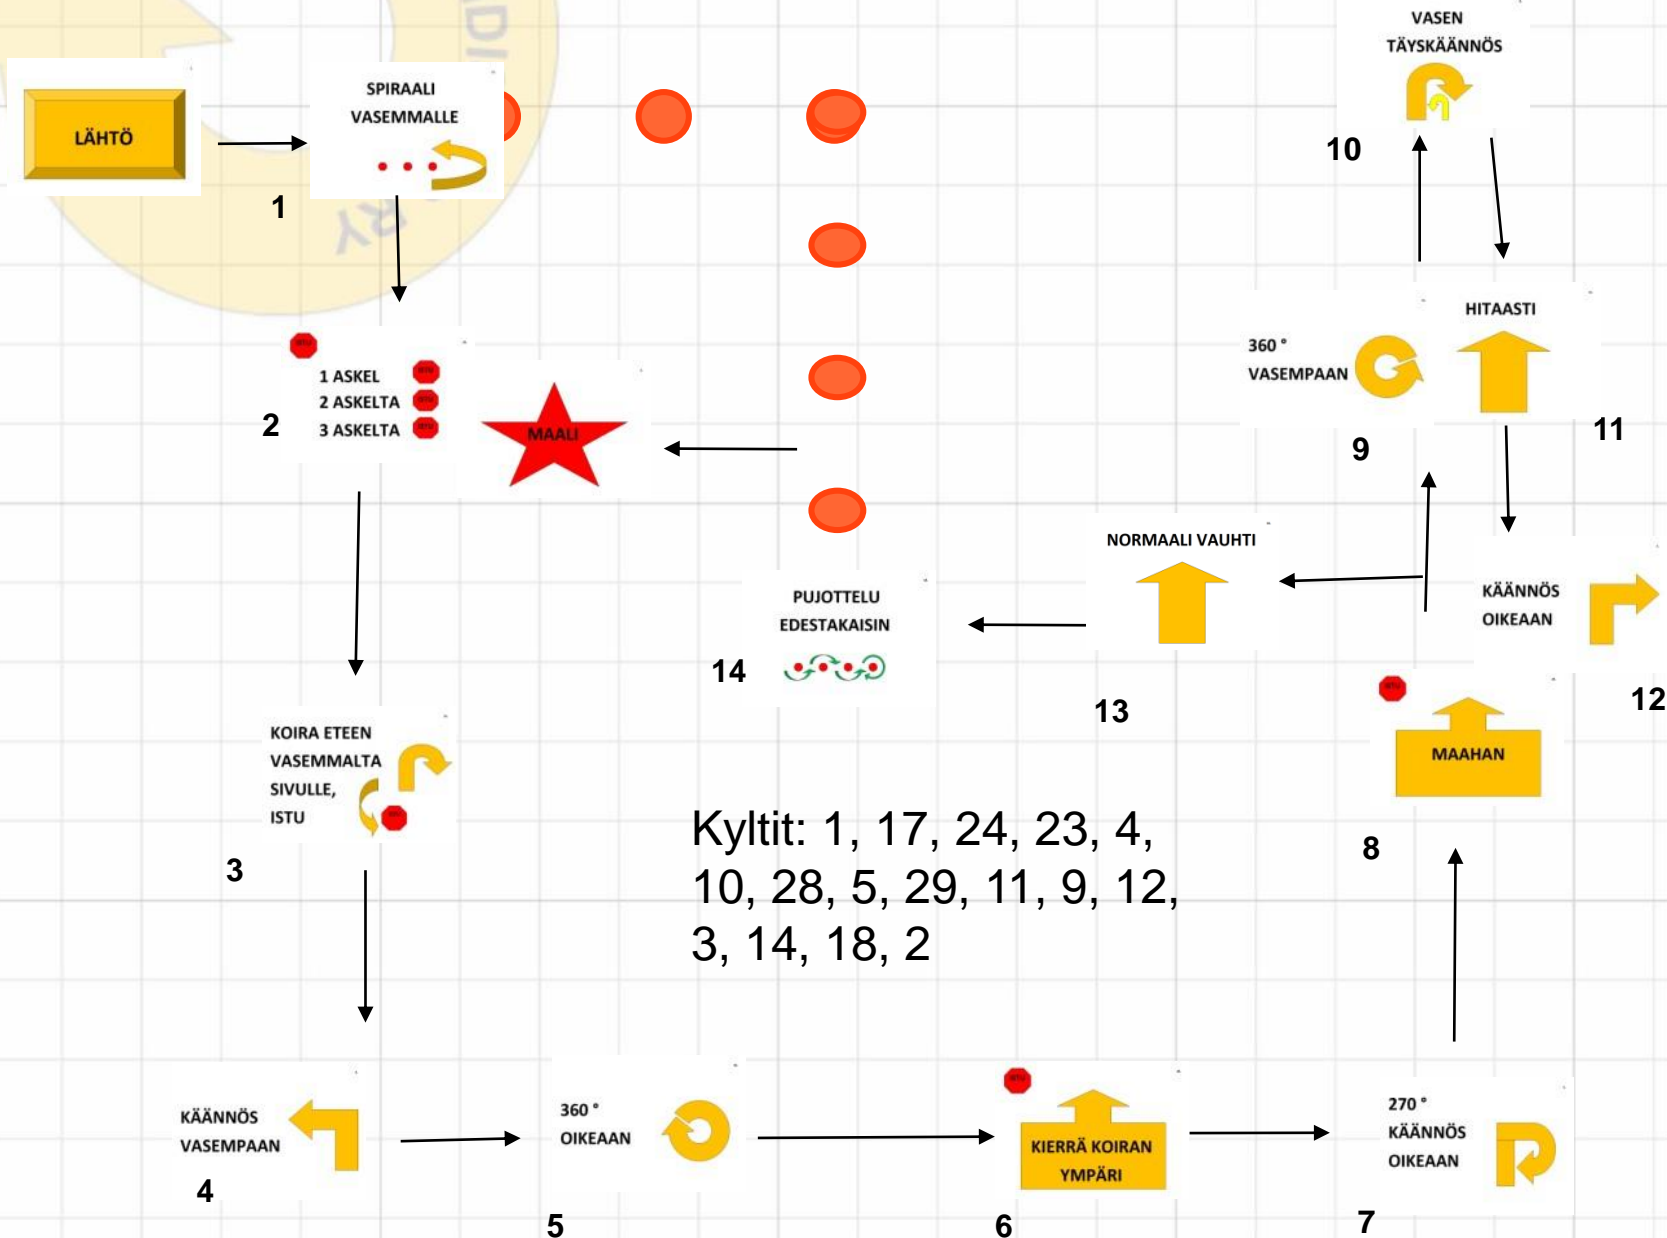 LÄHTÖ
SPIRAALI
VASEMMALLE
1
1 ASKEL
2 ASKELTA
3 ASKELTA
2
MAALI
KOIRA ETEEN
VASEMMALTA
SIVULLE,
ISTU
3
KÄÄNNÖS
VASEMPAAN
4
360 °
OIKEAAN
5
KIERRÄ KOIRAN
YMPÄRI
6
270 °
KÄÄNNÖS
OIKEAAN
7
MAAHAN
8
360 °
VASEMPAAN
9
VASEN
TÄYSKÄÄNNÖS
10
HITAASTI
11
KÄÄNNÖS
OIKEAAN
12
NORMAALI VAUHTI
13
PUJOTTELU
EDESTAKAISIN
14
Kyltit: 1, 17, 24, 23, 4,
10, 28, 5, 29, 11, 9, 12,
3, 14, 18, 2
RY